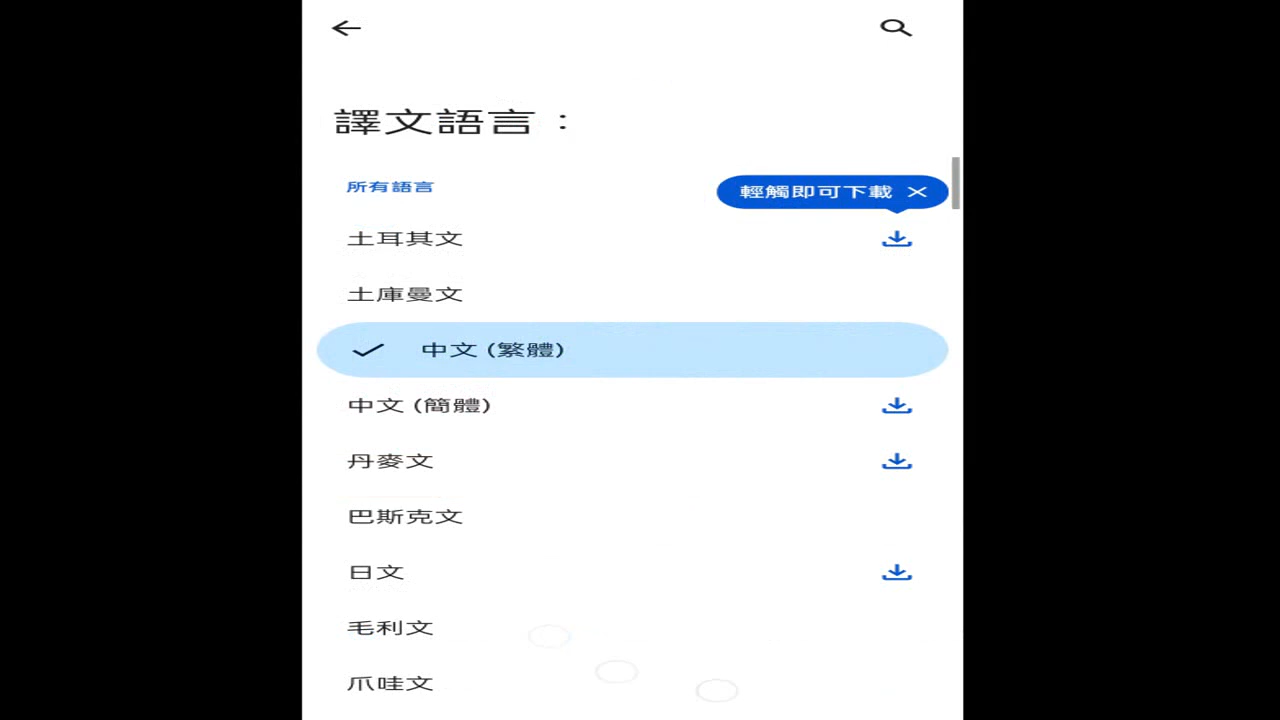 譯文語言：
所有語言
輕觸即可下載
土耳其文
土庫曼文
中文 (繁體)
中文 (簡體)
丹麥文
巴斯克文
日文
毛利文
爪哇文